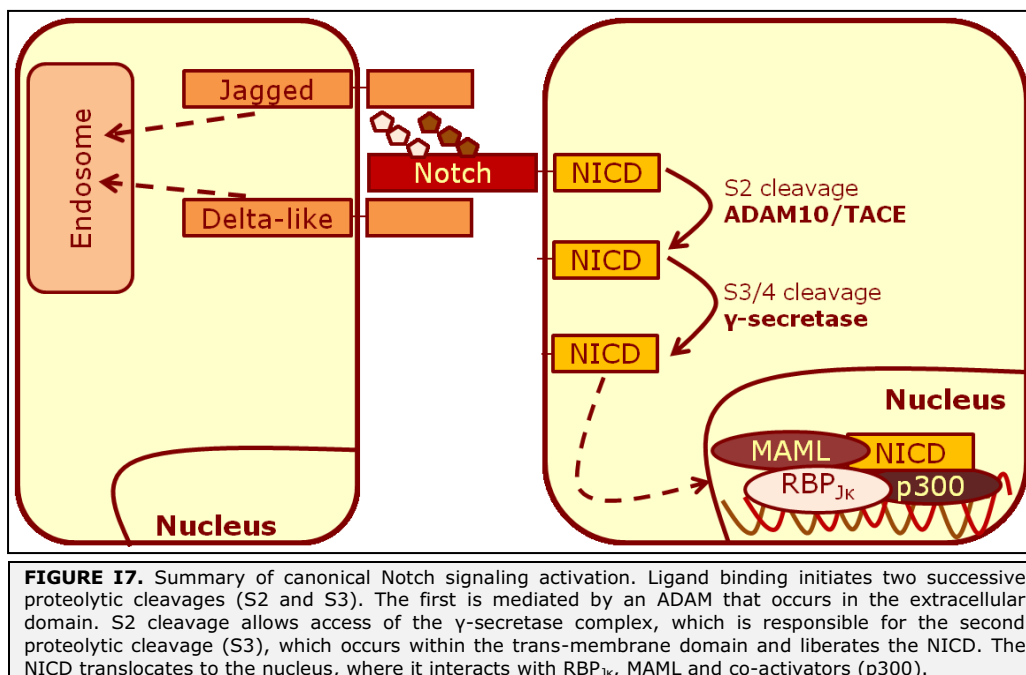 Endosome
Jagged
Notch
Delta-like
Nucleus
NICD
S2 cleavage
ADAM10/TACE
NICD
S3/4 cleavage
γ-secretase
NICD
Nucleus
MAML
NICD
RBPJκ
p300
FIGURE I7. Summary of canonical Notch signaling activation. Ligand binding initiates two successive
proteolytic cleavages (S2 and S3). The first is mediated by an ADAM that occurs in the extracellular
domain. S2 cleavage allows access of the γ-secretase complex, which is responsible for the second
proteolytic cleavage (S3), which occurs within the trans-membrane domain and liberates the NICD. The
NICD translocates to the nucleus, where it interacts with RBPJκ, MAML and co-activators (p300).